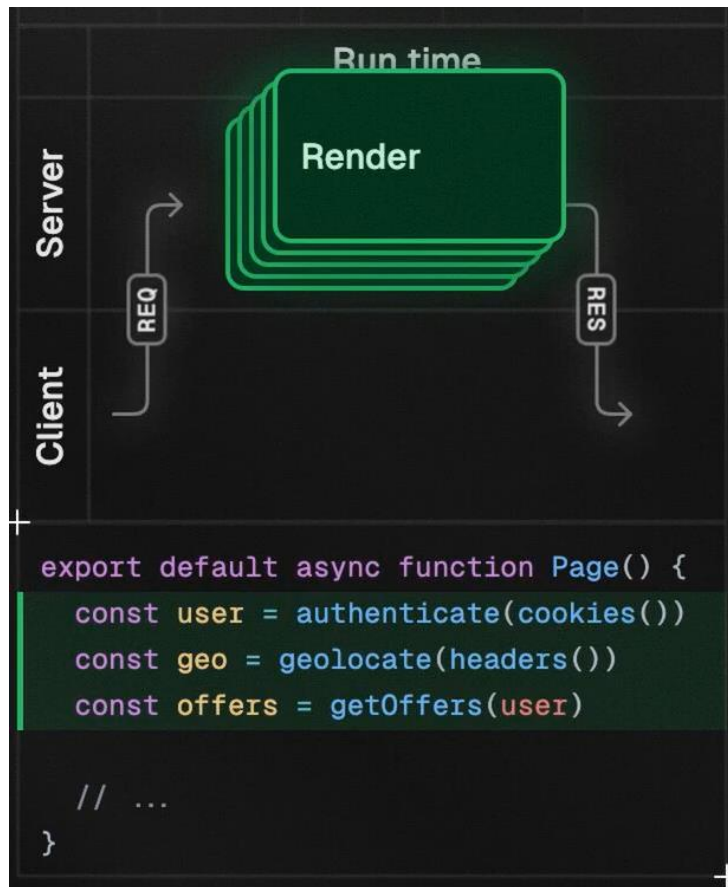 Run time
Server
Render
REQ
RES
Client
export default async function Page() {
const user = authenticate(cookies())
const geo = geolocate(headers())
const offers = getOffers(user)
// ...
}